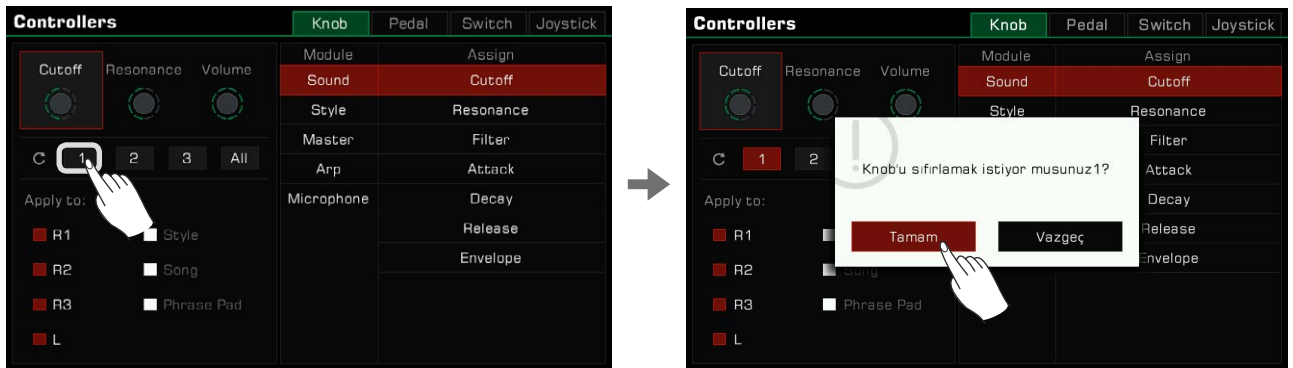 Controllers Knob Pedal Switch Joystick
Module Assign
Cutoff Resonance Volume
Sound Cutoff
Style Resonance
Master Filter
1 2 3 All
Arp Attack
Microphone Decay
Apply to:
Release
R1 Style
Envelope
R2 Song
R3 Phrase Pad
L
Controllers Knob Pedal Switch Joystick
Module Assign
Cutoff Resonance Volume
Sound Cutoff
Style Resonance
Filter
1 2
Knob'u sıfırlamak istiyor musunuz1?
Attack
Apply to:
Decay
Tamam Vazgeç
R1
Release
Envelope
R2 Song
R3 Phrase Pad
L